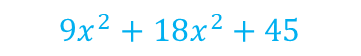 9x² + 18x² + 45